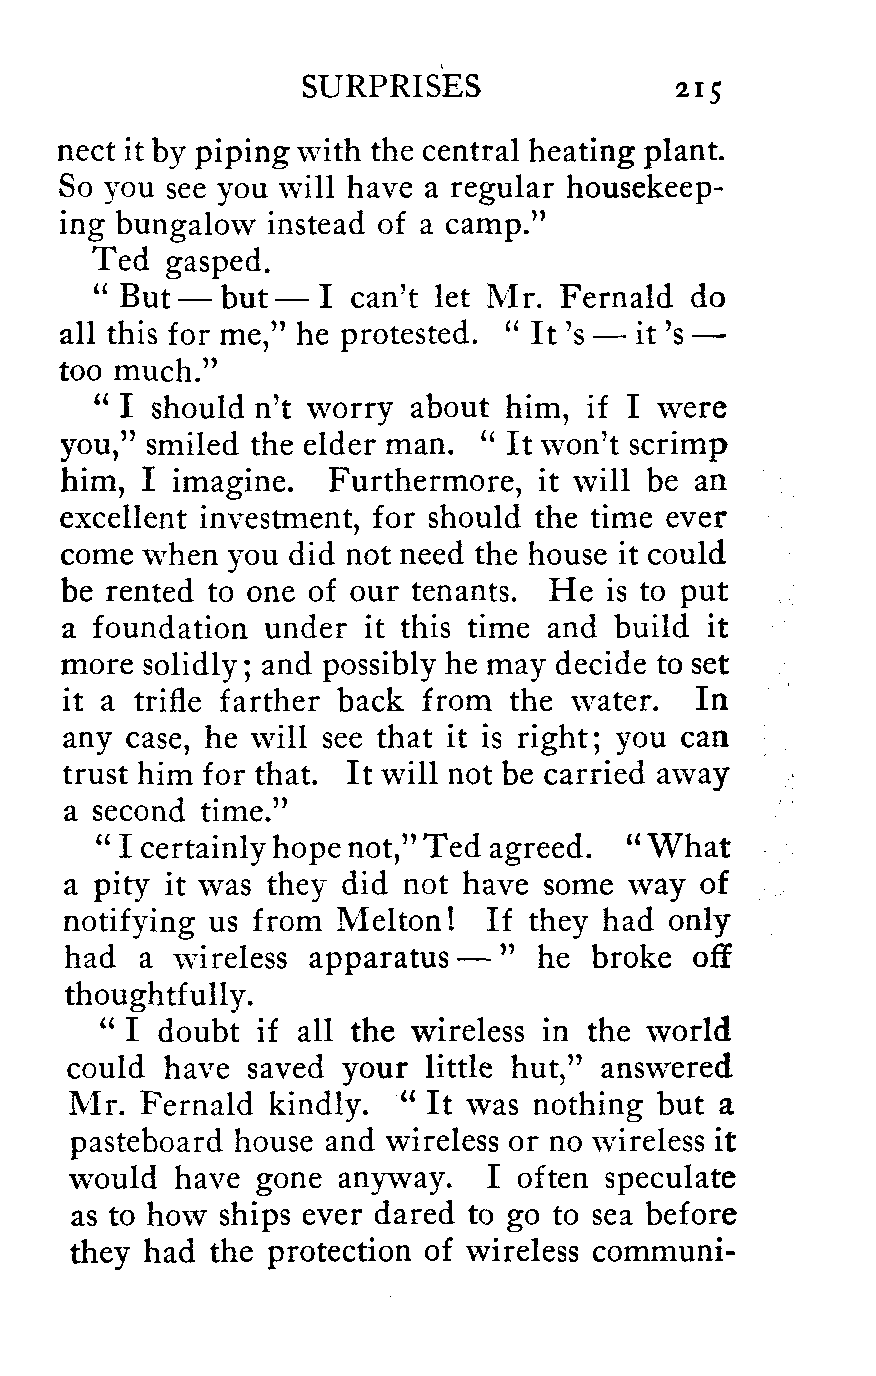 SURPRISES 215
nect it by piping with the central heating plant.
So you see you will have a regular housekeep-
ing bungalow instead of a camp."
Ted gasped.
" But — but — I can't let Mr. Fernald do
all this for me," he protested. " It 's — it 's —
too much."
" I should n't worry about him, if I were
you," smiled the elder man. " It won't scrimp
him, I imagine. Furthermore, it will be an
excellent investment, for should the time ever
come when you did not need the house it could
be rented to one of our tenants. He is to put
a foundation under it this time and build it
more solidly; and possibly he may decide to set
it a trifle farther back from the water. In
any case, he will see that it is right; you can
trust him for that. It will not be carried away
a second time."
" I certainly hope not," Ted agreed. " What
a pity it was they did not have some way of
notifying us from Melton! If they had only
had a wireless apparatus — " he broke off
thoughtfully.
" I doubt if all the wireless in the world
could have saved your little hut," answered
Mr. Fernald kindly. " It was nothing but a
pasteboard house and wireless or no wireless it
would have gone anyway. I often speculate
as to how ships ever dared to go to sea before
they had the protection of wireless communi-